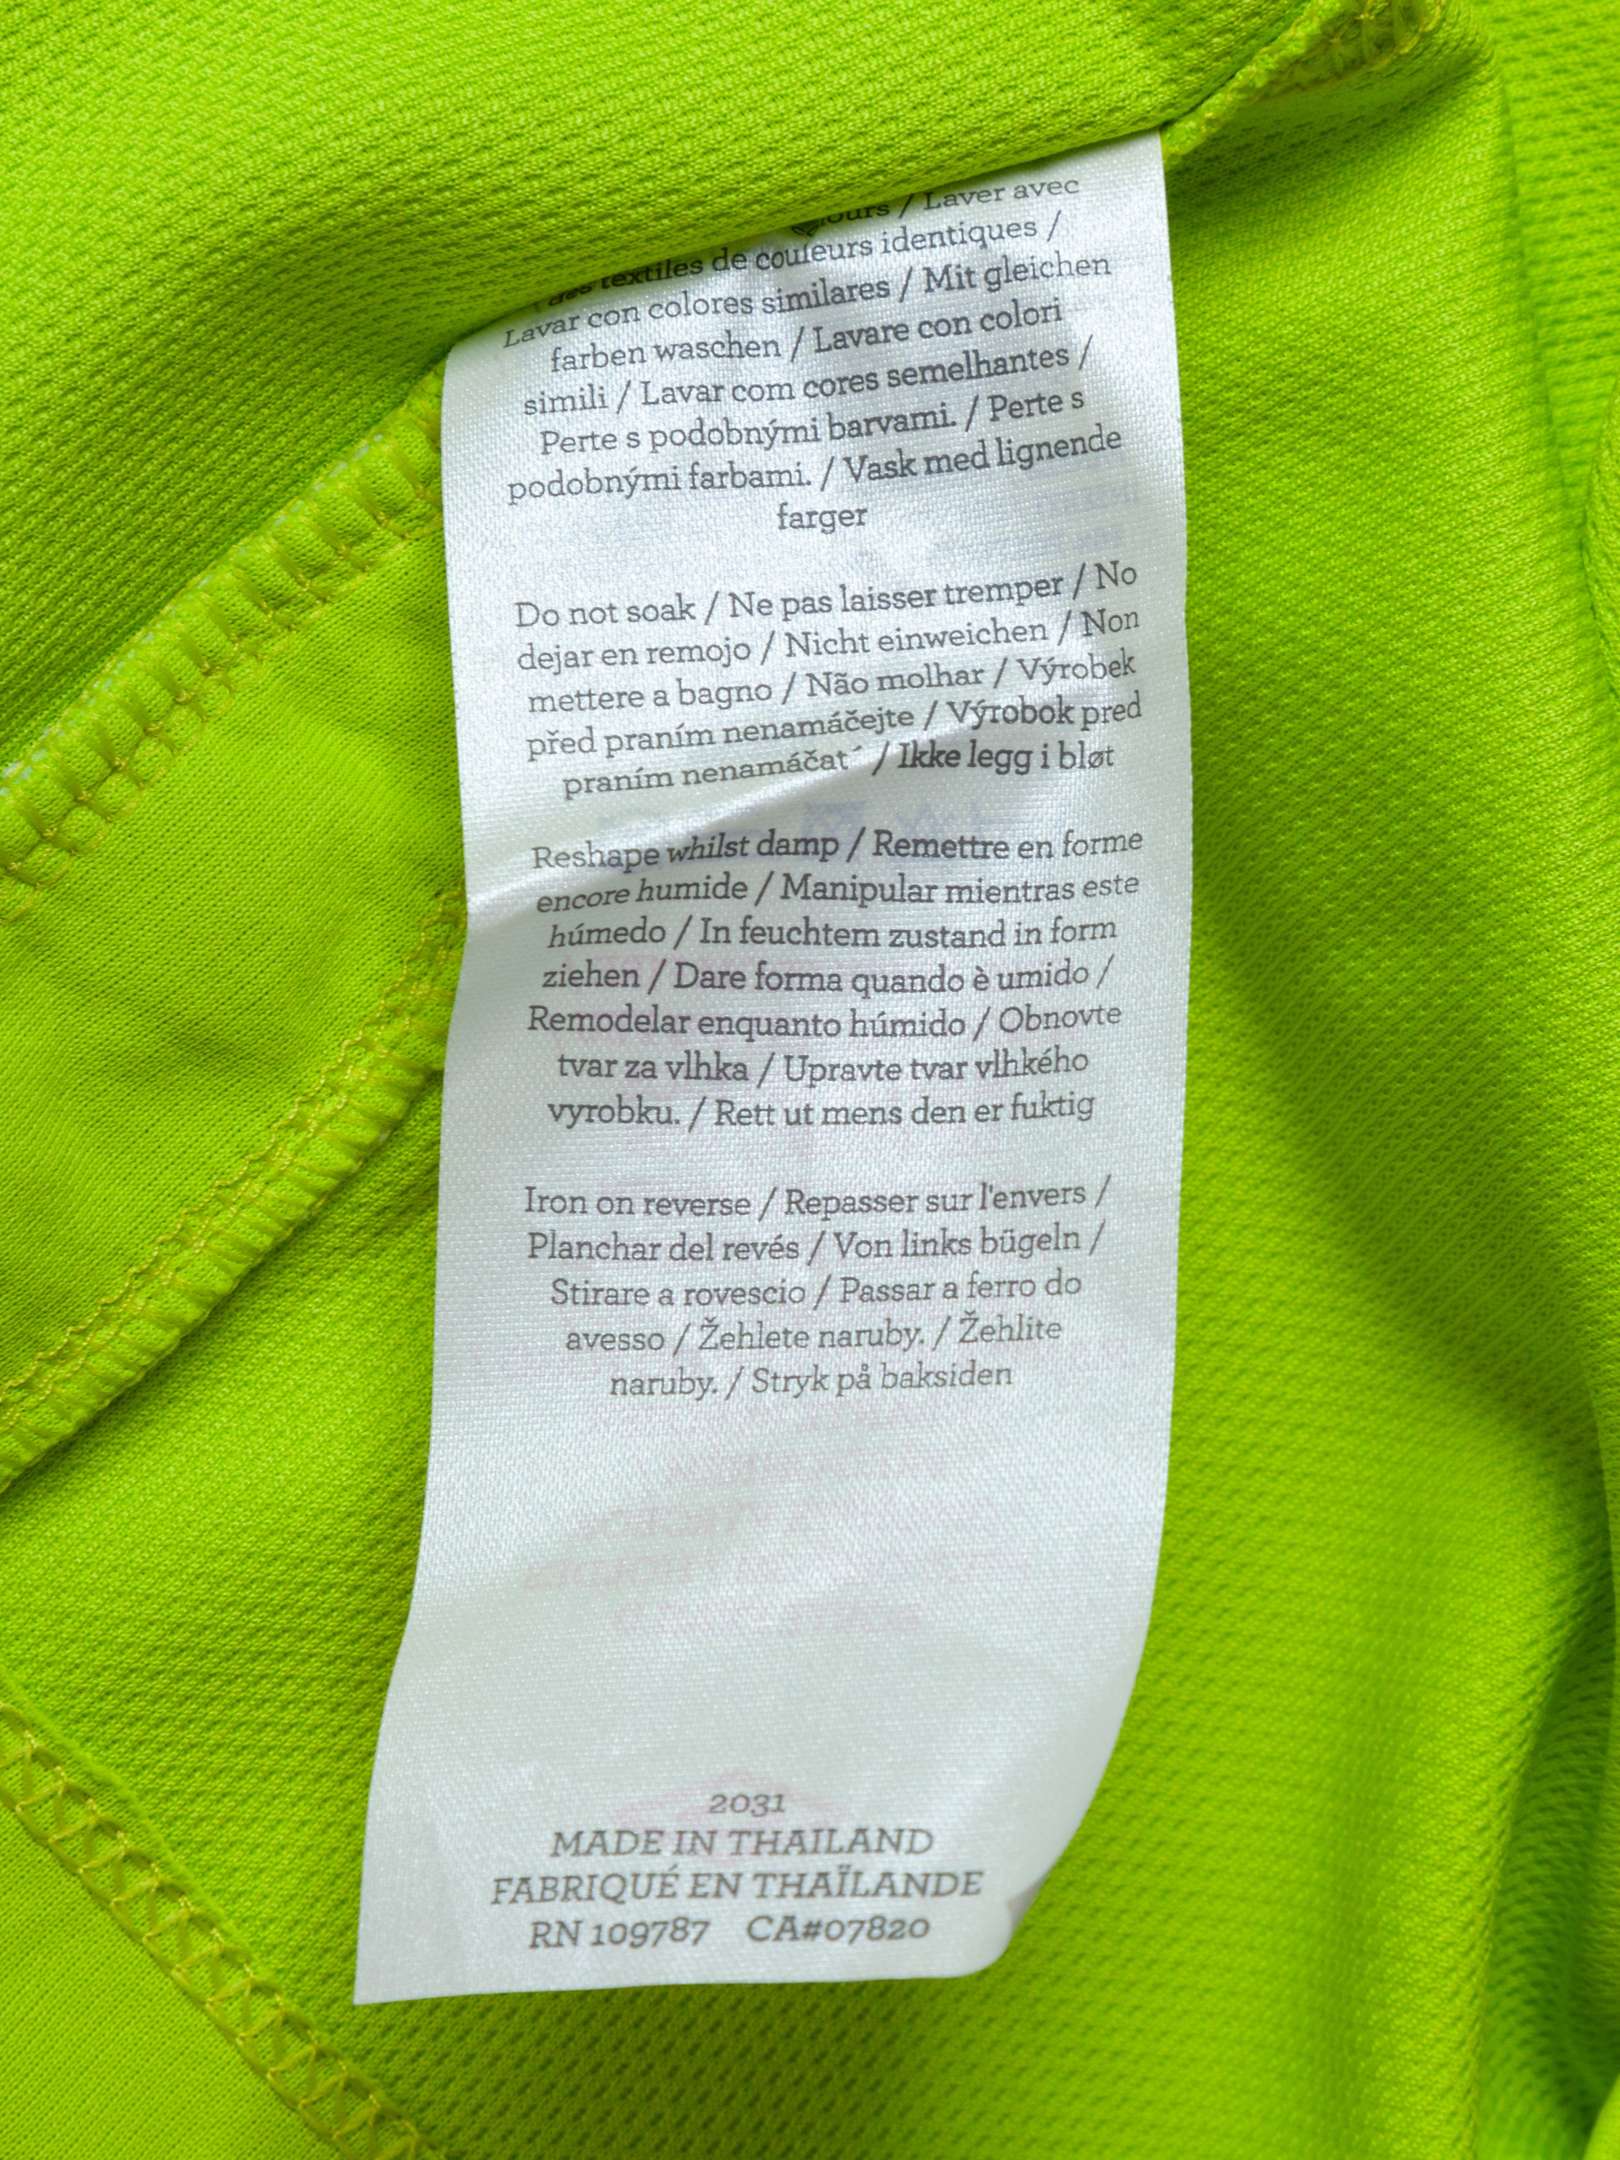 ours / Laver avec
des textiles de couleurs identiques /
Lavar con colores similares / Mit gleichen
farben waschen / Lavare con colori
simili / Lavar com cores semelhantes /
Perte s podobnými barvami. / Perte s
podobnými farbami. / Vask med lignende
farger
Do not soak / Ne pas laisser tremper / No
dejar en remojo / Nicht einweichen / Non
mettere a bagno / Não molhar / Výrobek
před praním nenamáčejte / Výrobok pred
praním nenamáčat´ / Ikke legg i bløt
Reshape whilst damp / Remettre en forme
encore humide / Manipular mientras este
húmedo / In feuchtem zustand in form
ziehen / Dare forma quando è umido /
Remodelar enquanto húmido / Obnovte
tvar za vlhka / Upravte tvar vlhkého
vyrobku. / Rett ut mens den er fuktig
Iron on reverse / Repasser sur l'envers /
Planchar del revés / Von links bügeln /
Stirare a rovescio / Passar a ferro do
avesso / Žehlete naruby. / Žehlite
naruby. / Stryk på baksiden
2031
MADE IN THAILAND
FABRIQUÉ EN THAÏLANDE
RN 109787 CA#07820